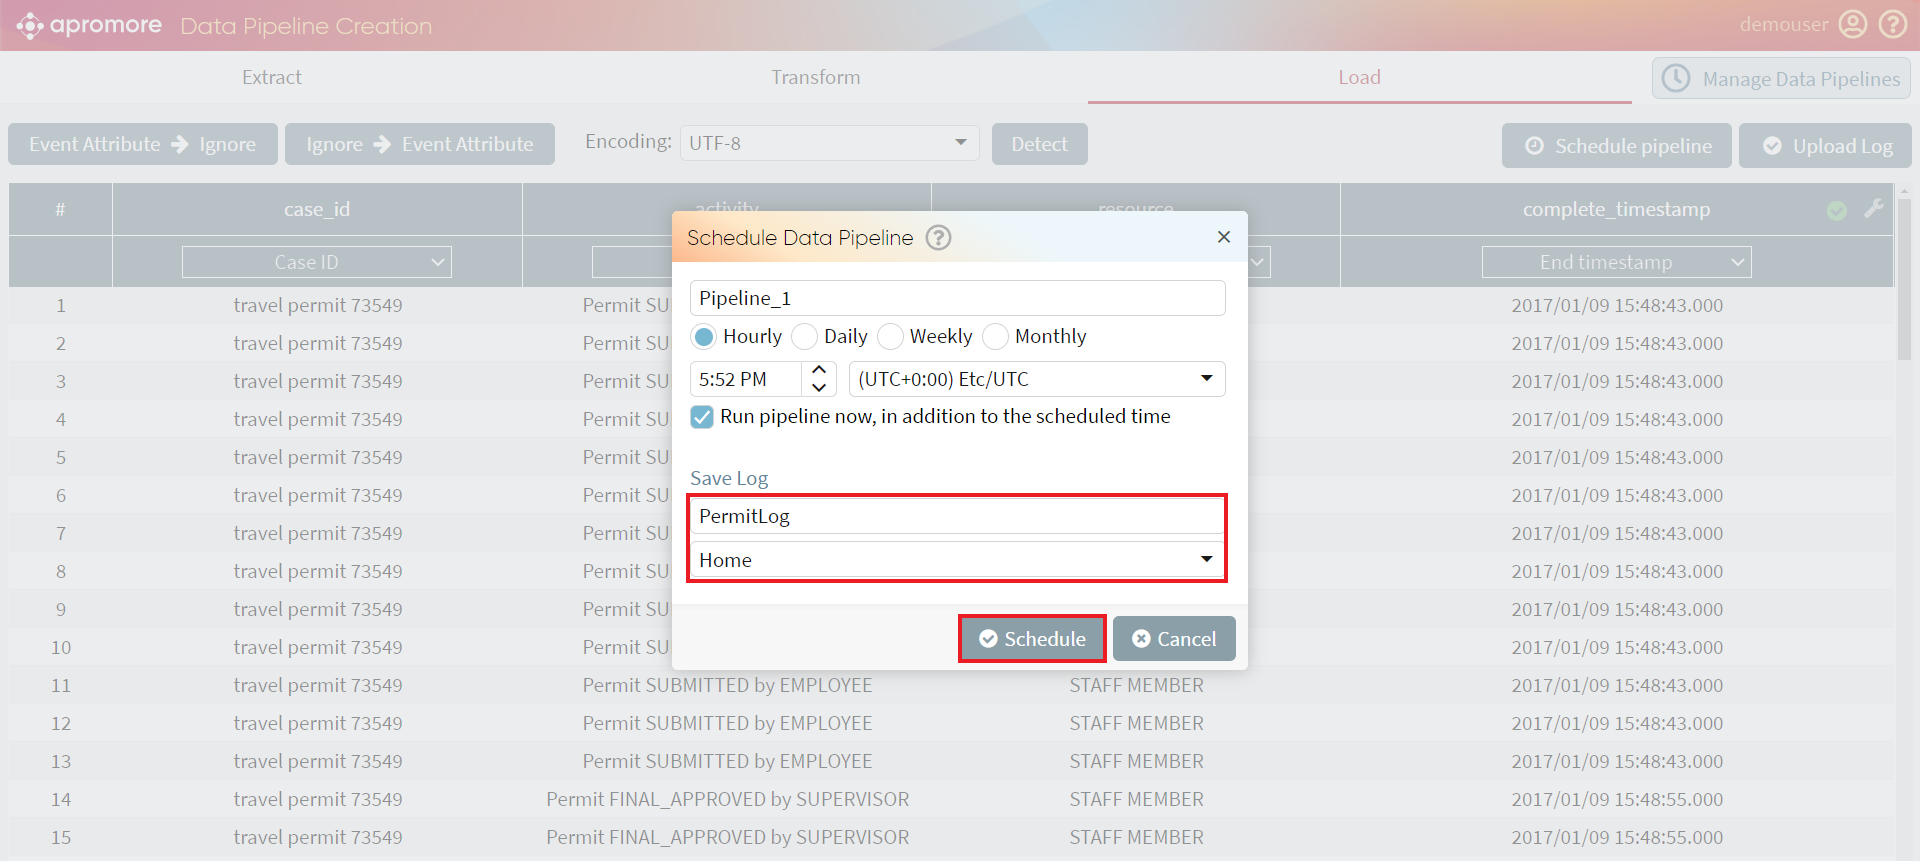 apromore Data Pipeline Creation demouser
Extract Transform Load Manage Data Pipelines
Event Attribute → Ignore Ignore → Event Attribute Encoding: UTF-8 Detect Schedule pipeline Upload Log
# case_id activity resource complete_timestamp
Case ID End timestamp
Schedule Data Pipeline ?
Pipeline_1
Hourly Daily Weekly Monthly
5:52 PM (UTC+0:00) Etc/UTC
Run pipeline now, in addition to the scheduled time
Save Log
PermitLog
Home
Schedule Cancel
1 travel permit 73549 Permit SU 2017/01/09 15:48:43.000
2 travel permit 73549 Permit SU 2017/01/09 15:48:43.000
3 travel permit 73549 Permit SU 2017/01/09 15:48:43.000
4 travel permit 73549 Permit SU 2017/01/09 15:48:43.000
5 travel permit 73549 Permit SU 2017/01/09 15:48:43.000
6 travel permit 73549 Permit SU 2017/01/09 15:48:43.000
7 travel permit 73549 Permit SU 2017/01/09 15:48:43.000
8 travel permit 73549 Permit SU 2017/01/09 15:48:43.000
9 travel permit 73549 Permit SU 2017/01/09 15:48:43.000
10 travel permit 73549 Permit SU 2017/01/09 15:48:43.000
11 travel permit 73549 Permit SUBMITTED by EMPLOYEE STAFF MEMBER 2017/01/09 15:48:43.000
12 travel permit 73549 Permit SUBMITTED by EMPLOYEE STAFF MEMBER 2017/01/09 15:48:43.000
13 travel permit 73549 Permit SUBMITTED by EMPLOYEE STAFF MEMBER 2017/01/09 15:48:43.000
14 travel permit 73549 Permit FINAL_APPROVED by SUPERVISOR STAFF MEMBER 2017/01/09 15:48:55.000
15 travel permit 73549 Permit FINAL_APPROVED by SUPERVISOR STAFF MEMBER 2017/01/09 15:48:55.000